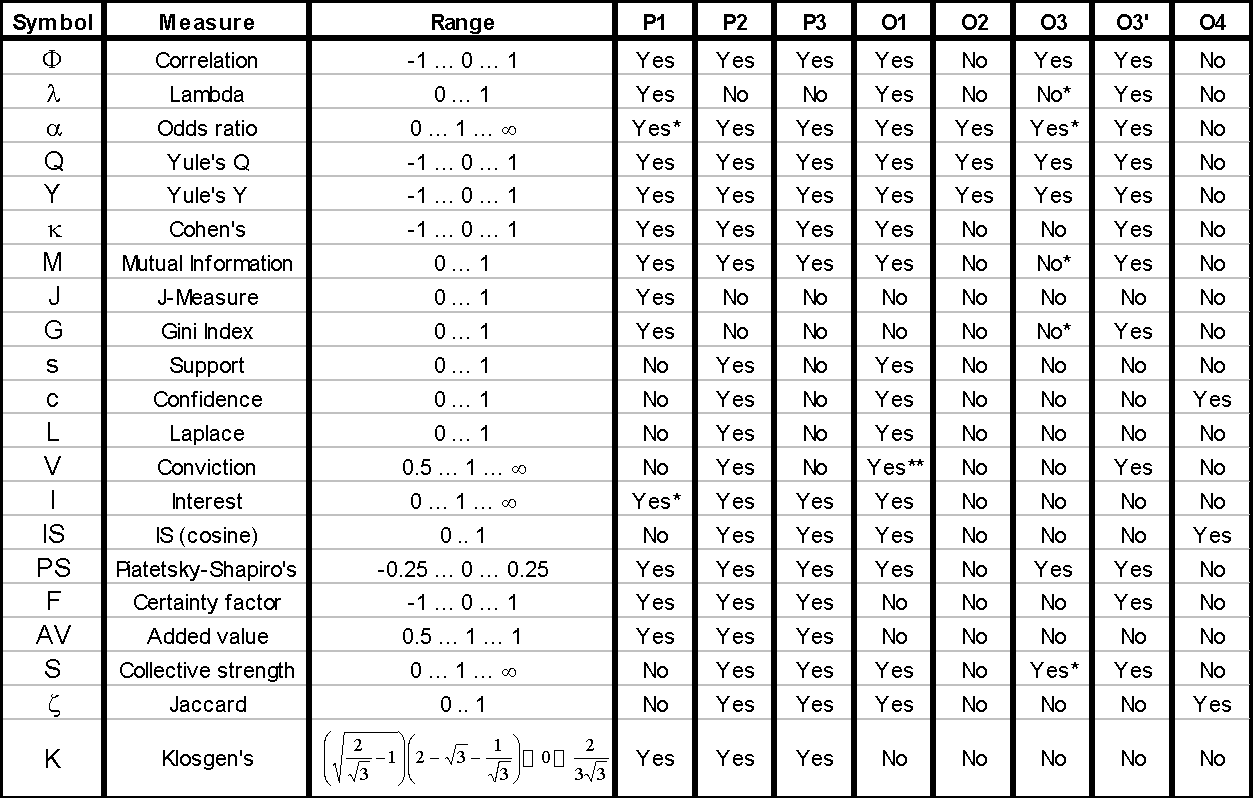 Symbol Measure Range P1 P2 P3 O1 O2 O3 O3' O4
Φ Correlation -1 … 0 … 1 Yes Yes Yes Yes No Yes Yes No
λ Lambda 0 … 1 Yes No No Yes No No* Yes No
α Odds ratio 0 … 1 … ∞ Yes* Yes Yes Yes Yes Yes* Yes No
Q Yule's Q -1 … 0 … 1 Yes Yes Yes Yes Yes Yes Yes No
Y Yule's Y -1 … 0 … 1 Yes Yes Yes Yes Yes Yes Yes No
κ Cohen's -1 … 0 … 1 Yes Yes Yes Yes No No Yes No
M Mutual Information 0 … 1 Yes Yes Yes Yes No No* Yes No
J J-Measure 0 … 1 Yes No No No No No No No
G Gini Index 0 … 1 Yes No No No No No* Yes No
s Support 0 … 1 No Yes No Yes No No No No
c Confidence 0 … 1 No Yes No Yes No No No Yes
L Laplace 0 … 1 No Yes No Yes No No No No
V Conviction 0.5 … 1 … ∞ No Yes No Yes** No No Yes No
I Interest 0 … 1 … ∞ Yes* Yes Yes Yes No No No No
IS IS (cosine) 0 .. 1 No Yes Yes Yes No No No Yes
PS Piatetsky-Shapiro's -0.25 … 0 … 0.25 Yes Yes Yes Yes No Yes Yes No
F Certainty factor -1 … 0 … 1 Yes Yes Yes No No No Yes No
AV Added value 0.5 … 1 … 1 Yes Yes Yes No No No No No
S Collective strength 0 … 1 … ∞ No Yes Yes Yes No Yes* Yes No
ζ Jaccard 0 .. 1 No Yes Yes Yes No No No Yes
K Klosgen's (√(2/√3 − 1))(2 − √3 − 1/√3)▯ 0▯ 2/(3√3) Yes Yes Yes No No No No No